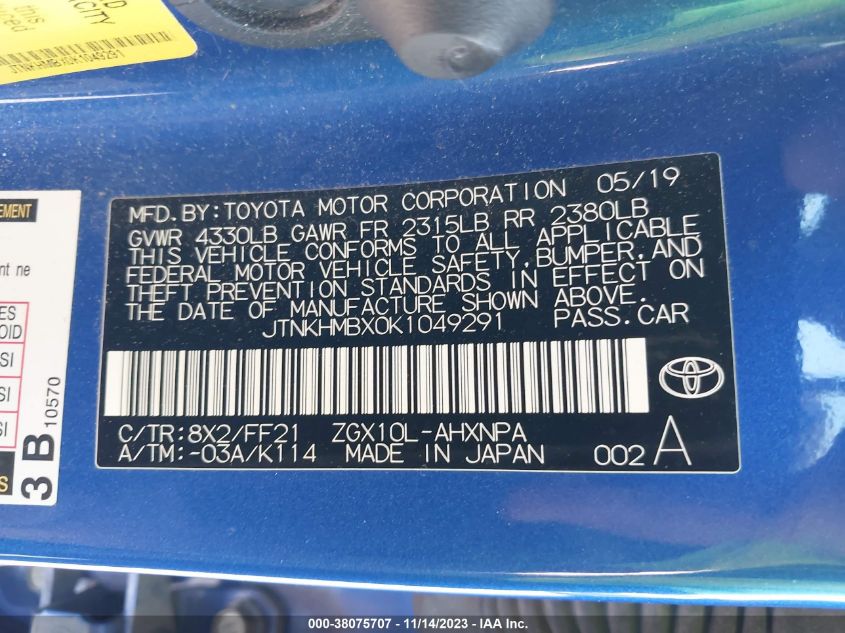 this
JTNKHMBX0K1049291
MFD. BY: TOYOTA MOTOR CORPORATION 05/19
GVWR 4330LB GAWR FR 2315LB RR 2380LB
THIS VEHICLE CONFORMS TO ALL APPLICABLE
FEDERAL MOTOR VEHICLE SAFETY, BUMPER, AND
THEFT PREVENTION STANDARDS IN EFFECT ON
THE DATE OF MANUFACTURE SHOWN ABOVE.
JTNKHMBX0K1049291 PASS.CAR
C/TR:8X2/FF21 ZGX10L-AHXNPA
A/TM:-03A/K114 MADE IN JAPAN 002 A
3 B 10570
000-38075707 - 11/14/2023 - IAA Inc.